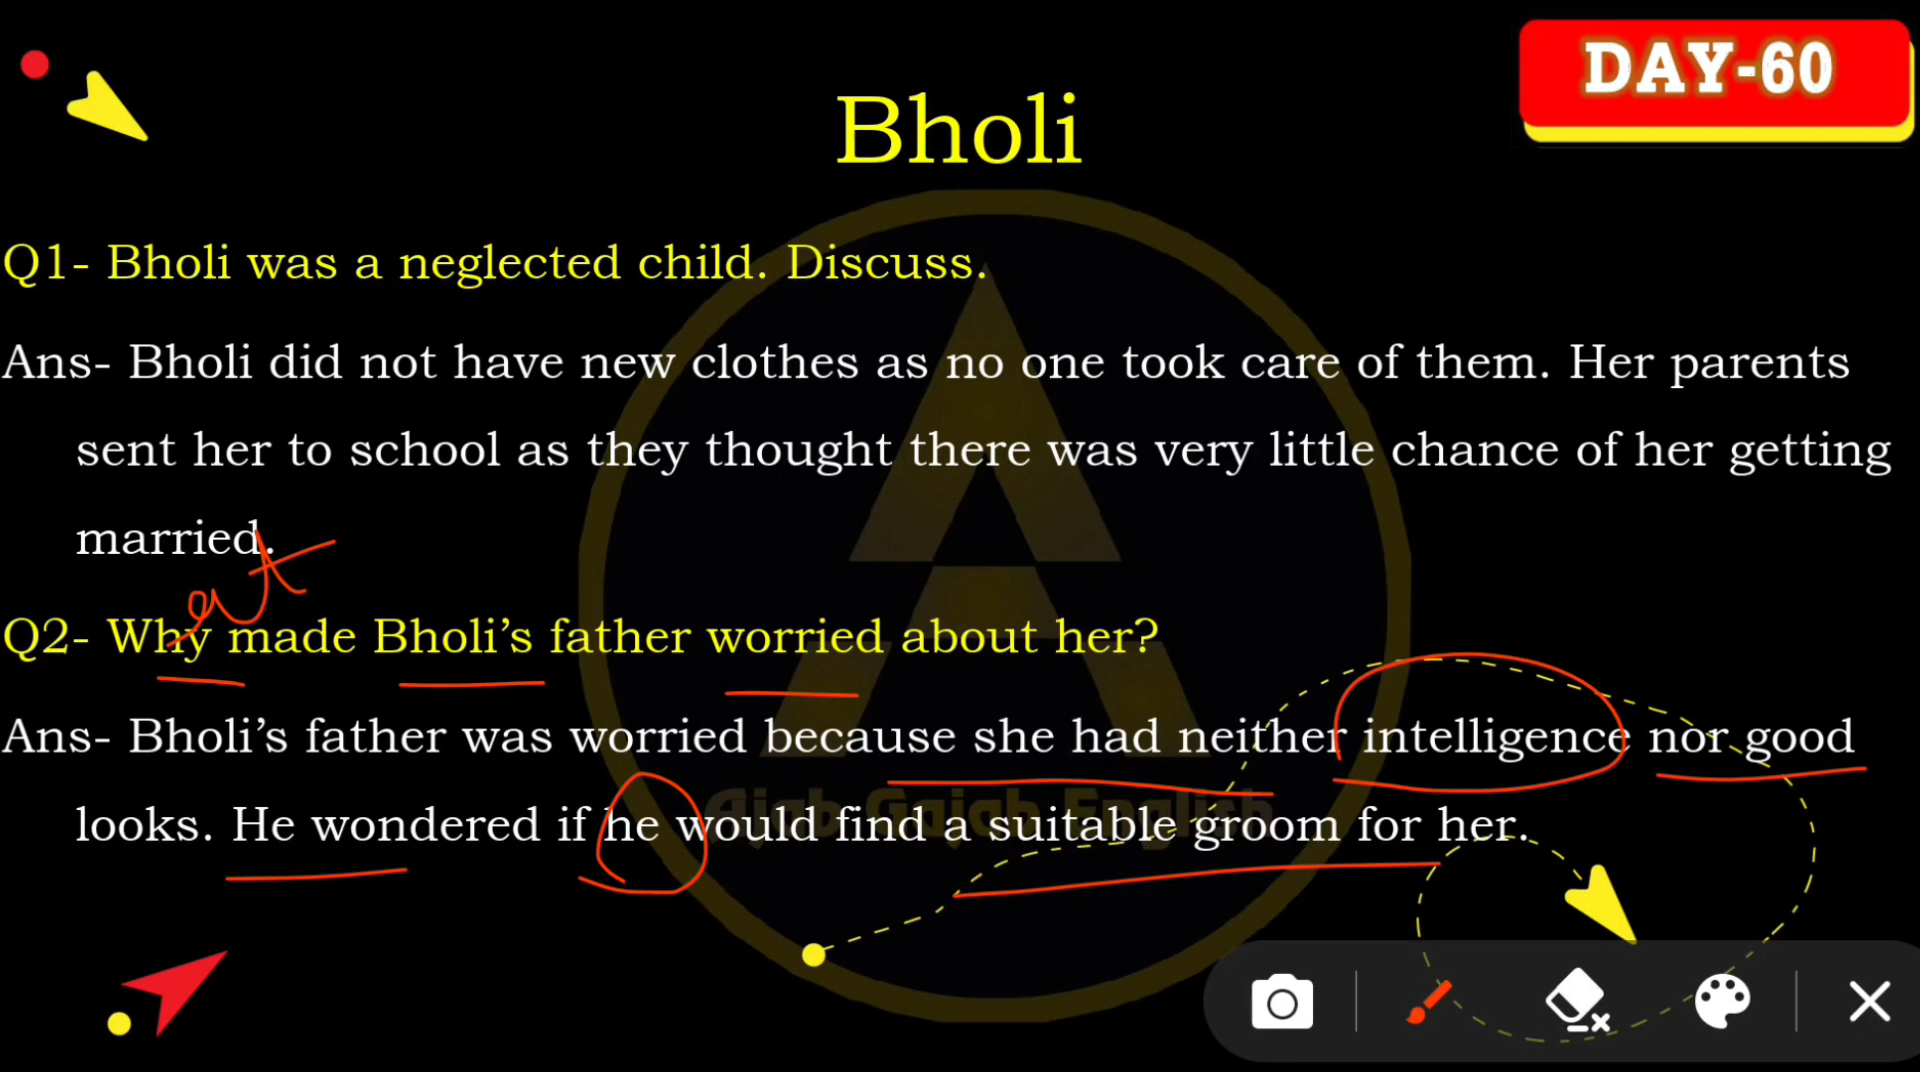 DAY-60
Bholi
Q1- Bholi was a neglected child. Discuss.
Ans- Bholi did not have new clothes as no one took care of them. Her parents
sent her to school as they thought there was very little chance of her getting
married.
Q2- Why made Bholi's father worried about her?
Ans- Bholi's father was worried because she had neither intelligence nor good
looks. He wondered if he would find a suitable groom for her.
Ajab Gajab English